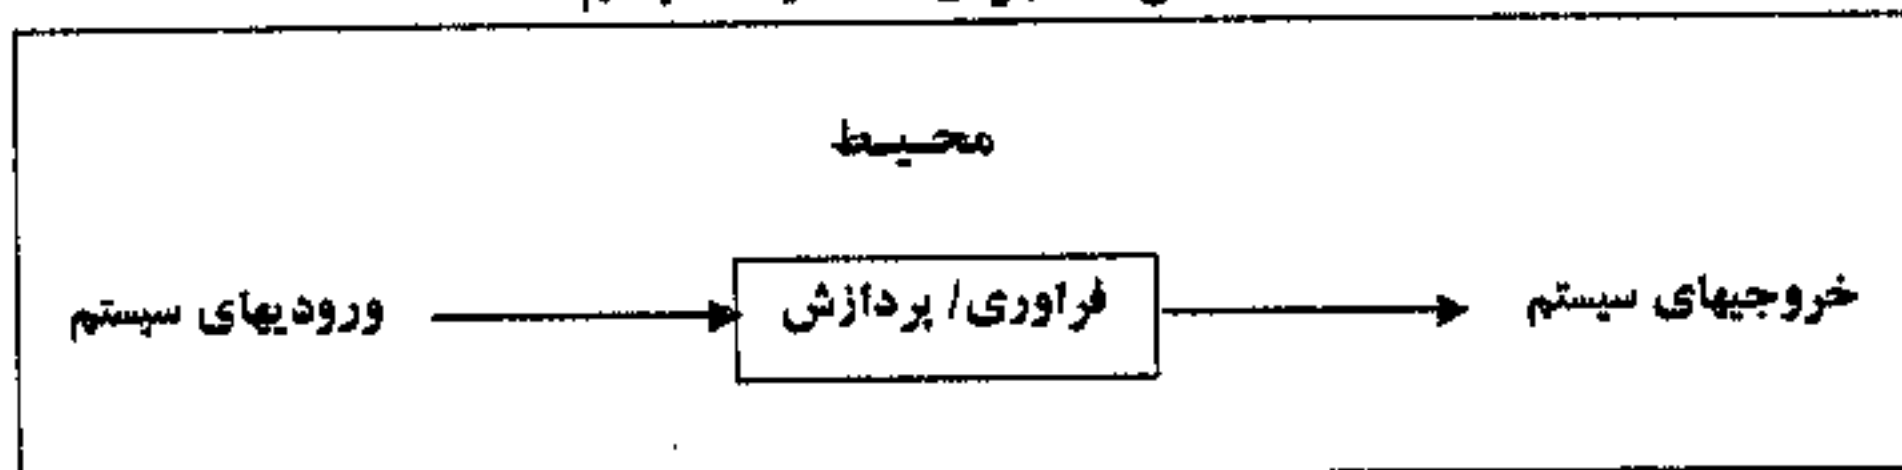 محیط
ورودیهای سیستم
فراوری/ پردازش
خروجیهای سیستم